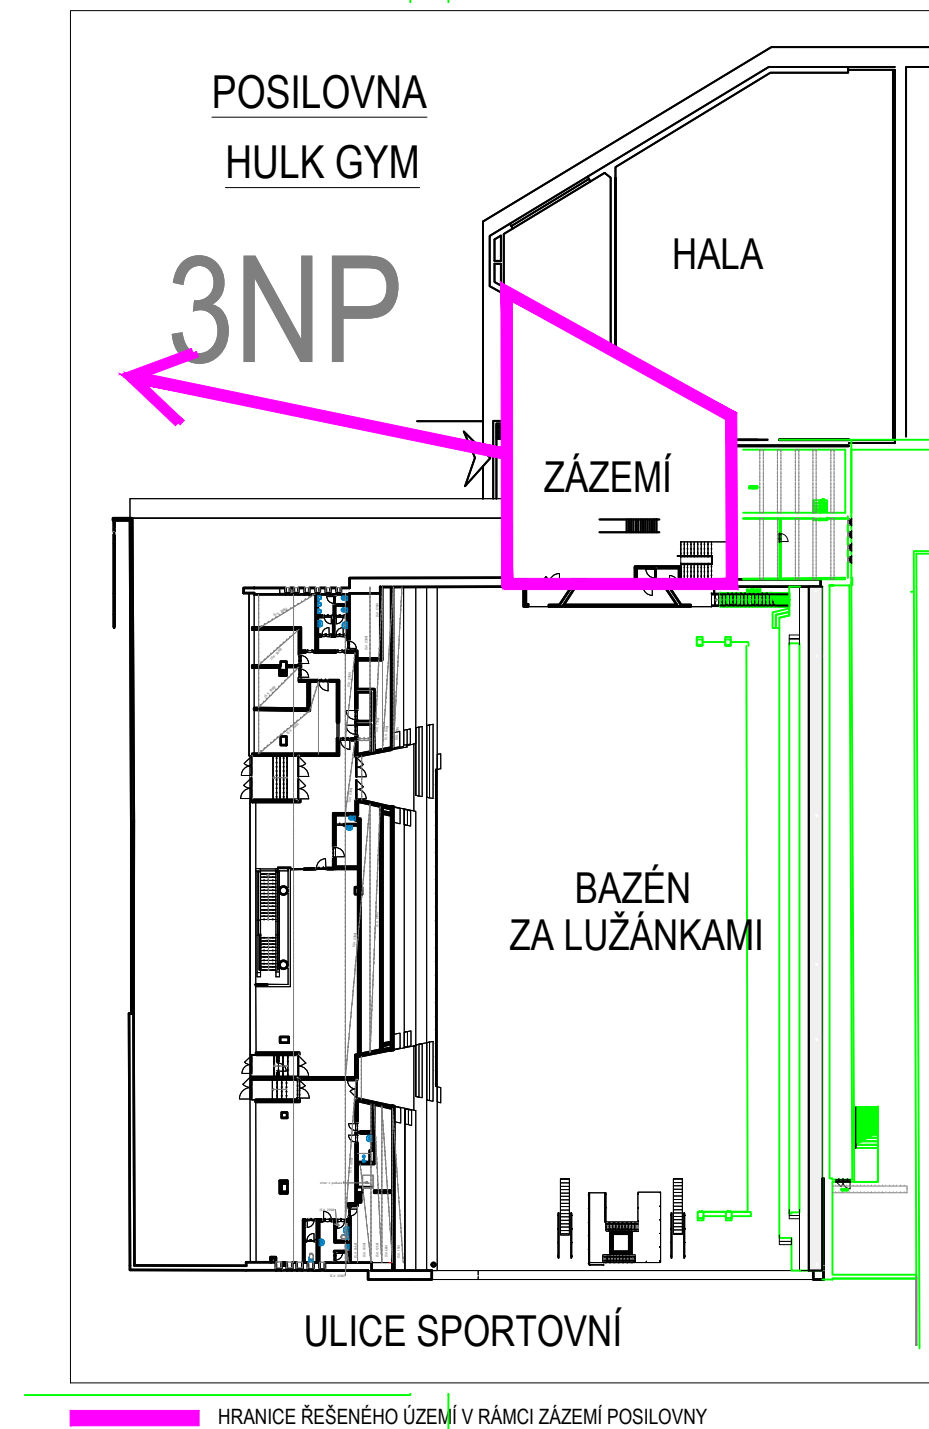 POSILOVNA
HULK GYM
3NP
HALA
ZÁZEMÍ
BAZÉN
ZA LUŽÁNKAMI
ULICE SPORTOVNÍ
HRANICE ŘEŠENÉHO ÚZEMÍ V RÁMCI ZÁZEMÍ POSILOVNY